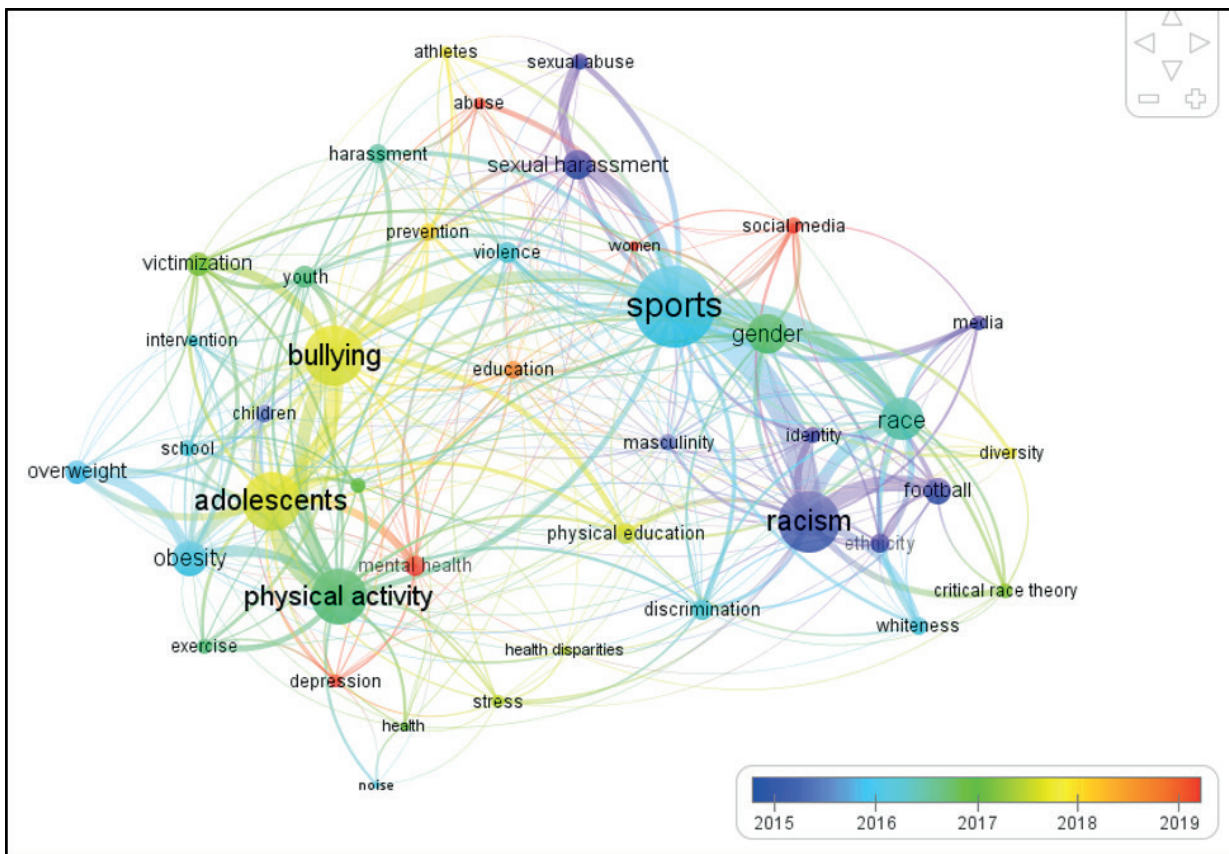 athletes
sexual abuse
abuse
harassment
sexual harassment
social media
prevention
women
violence
victimization
youth
sports
media
gender
intervention
bullying
education
children
race
masculinity
identity
school
diversity
overweight
adolescents
football
racism
physical education
ethnicity
obesity
mental health
critical race theory
physical activity
discrimination
whiteness
exercise
health disparities
depression
stress
health
noise
2015 2016 2017 2018 2019